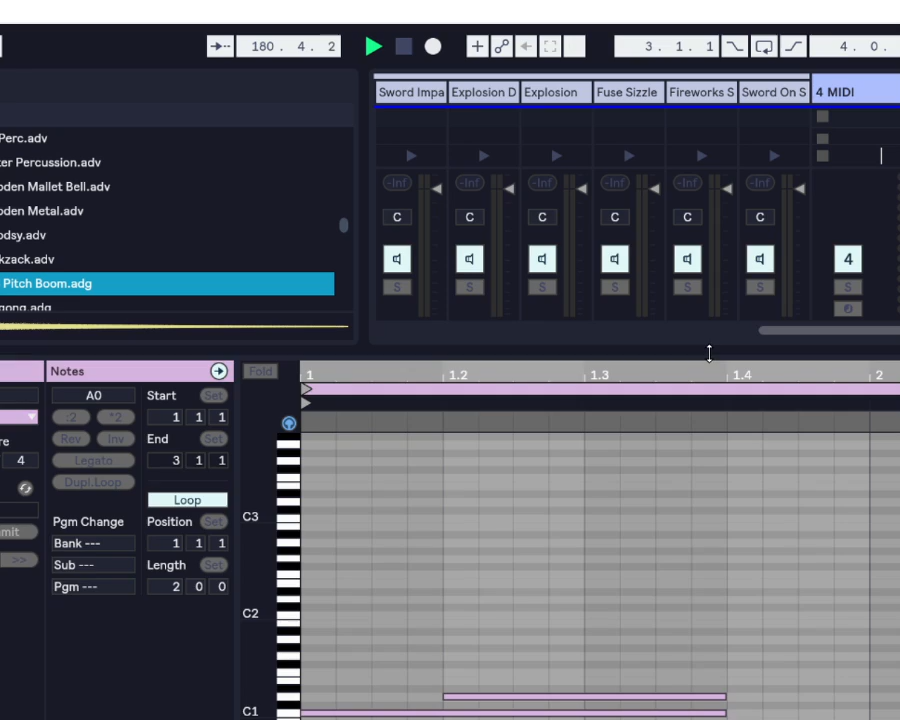 180 . 4 . 2
3 . 1 . 1
4 . 0 .
Sword Impa Explosion D Explosion Fuse Sizzle Fireworks S Sword On S 4 MIDI
Perc.adv
ter Percussion.adv
oden Mallet Bell.adv
oden Metal.adv
odsy.adv
kzack.adv
Pitch Boom.adg
gong.adg
-Inf -Inf -Inf -Inf -Inf -Inf
C C C C C C
4
S S S S S S S
Notes
Fold
1 1.2 1.3 1.4 2
A0
Start Set
:2 *2
1 1 1
re
Rev Inv
End Set
4
Legato
3 1 1
Dupl.Loop
Loop
Pgm Change
Position Set
mit
Bank ---
1 1 1
>>
Sub ---
Length Set
Pgm ---
2 0 0
C3
C2
C1